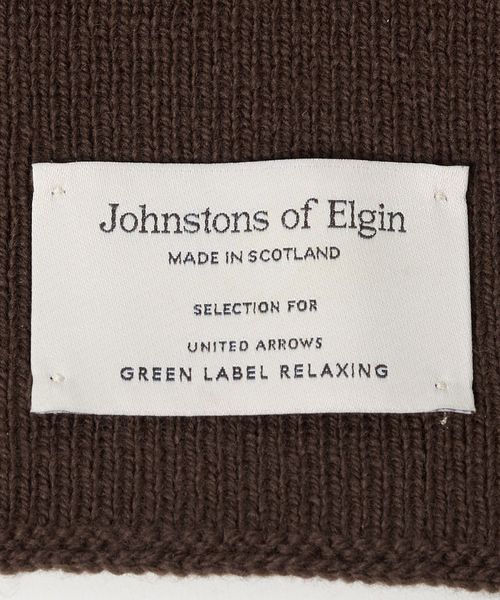 Johnstons of Elgin
MADE IN SCOTLAND
SELECTION FOR
UNITED ARROWS
GREEN LABEL RELAXING